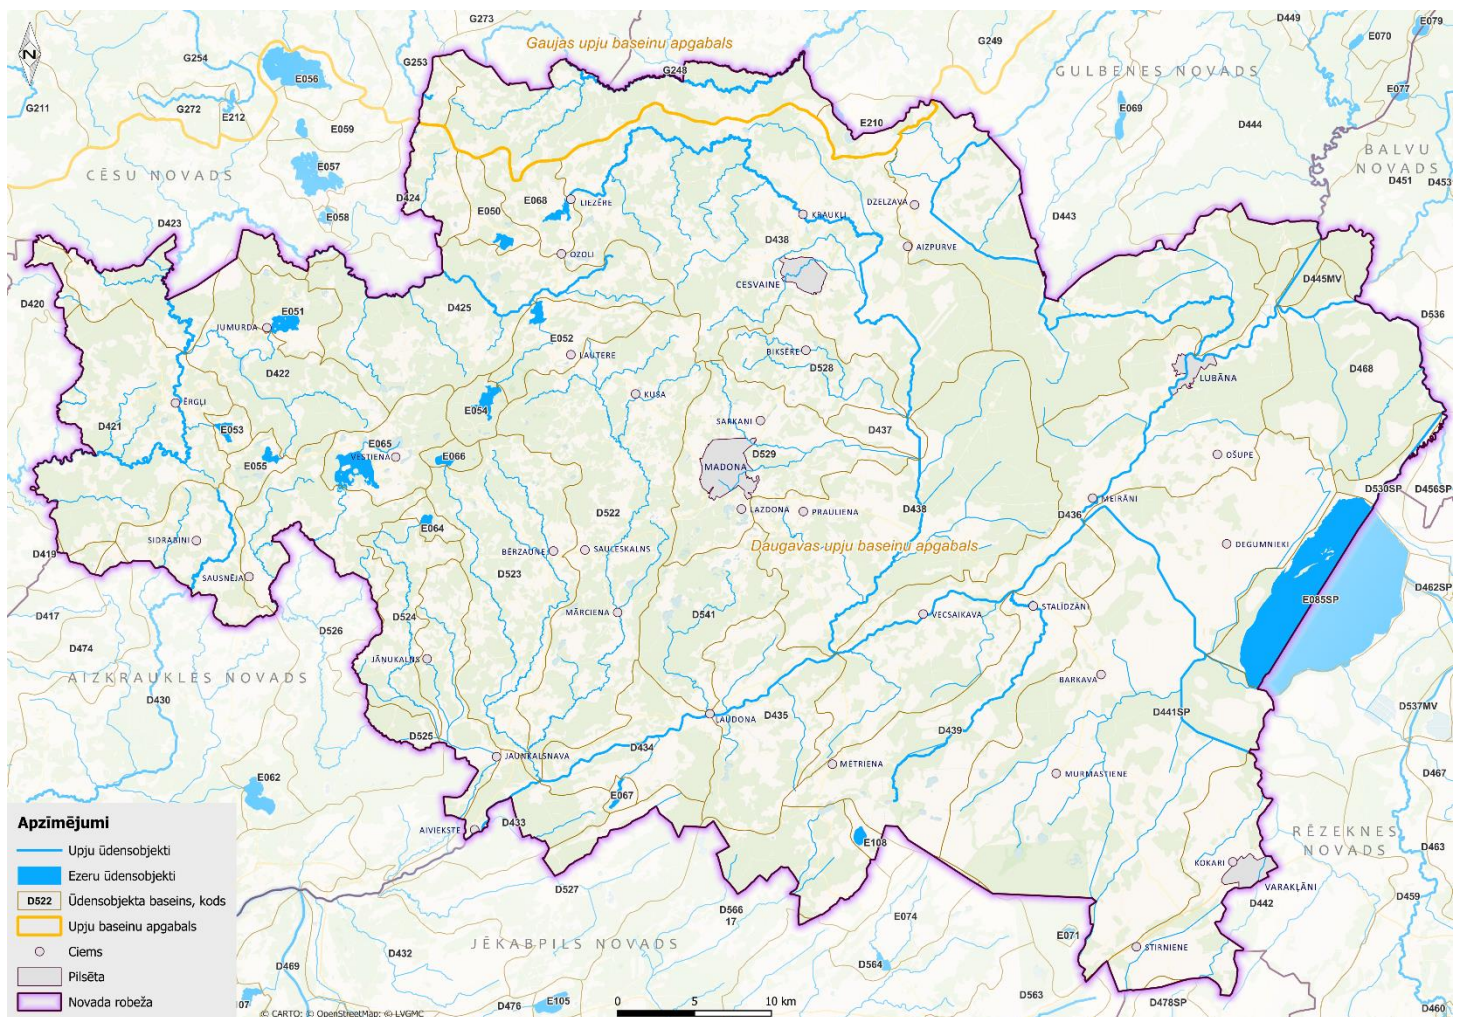 N
G273
Gaujas upju baseinu apgabals
G249
D449
E070
E079
G254
E056
G253
G248
GULBENES NOVADS
E077
G211
G272
E212
E059
E069
E210
D444
BALVU
NOVADS
E057
CĒSU NOVADS
D451
D453
D424
E050
E068
LIEZĒRE
DZELZAVA
D423
E058
KRAUKĻI
D443
D438
AIZPURVE
OZOLI
CESVAINE
D445MV
D420
D425
E051
JUMURDA
D536
E052
LAUTERE
BIKSĒRE
D528
D468
D422
LUBĀNA
KUSA
ĒRGĻI
E054
SARKAŅI
D421
E053
D437
E065
VESTIENA
D529
OŠUPE
E055
E066
MADONA
D530SP
D456SP
MEIRĀNI
LAZDONA
PRAULIENA
D438
D436
D522
E064
SIDRABIŅI
DEGUMNIEKI
Daugavas upju baseinu apgabals
D419
BĒRZAUNE
SAULESKALNS
SAUSNĒJA
D523
D462SP
E085SP
D417
D524
MĀRCIENA
D541
VECSAIKAVA
STALĪDZĀNI
D526
D474
JĀŅUKALNS
AIZKRAUKLES NOVADS
BARKAVA
D430
D537MV
ĻAUDONA
D435
D441SP
D525
D434
D439
JAUNKALSNAVA
MĒTRIENA
MURMASTIENE
D467
E062
E067
Apzīmējumi
AIVIEKSTE
D433
E108
RĒZEKNES
NOVADS
Upju ūdensobjekti
D463
KOKARI
Ezeru ūdensobjekti
D527
VARAKĻĀNI
D522 Ūdensobjekta baseins, kods
D459
D442
D566
17
E074
Upju baseinu apgabals
E071
JĒKABPILS NOVADS
STIRNIENE
Ciems
D432
D469
D564
Pilsēta
D563
D478SP
D460
Novada robeža
07
D476
E105
0 5 10 km
© CARTO; © OpenStreetMap; © LVGMC